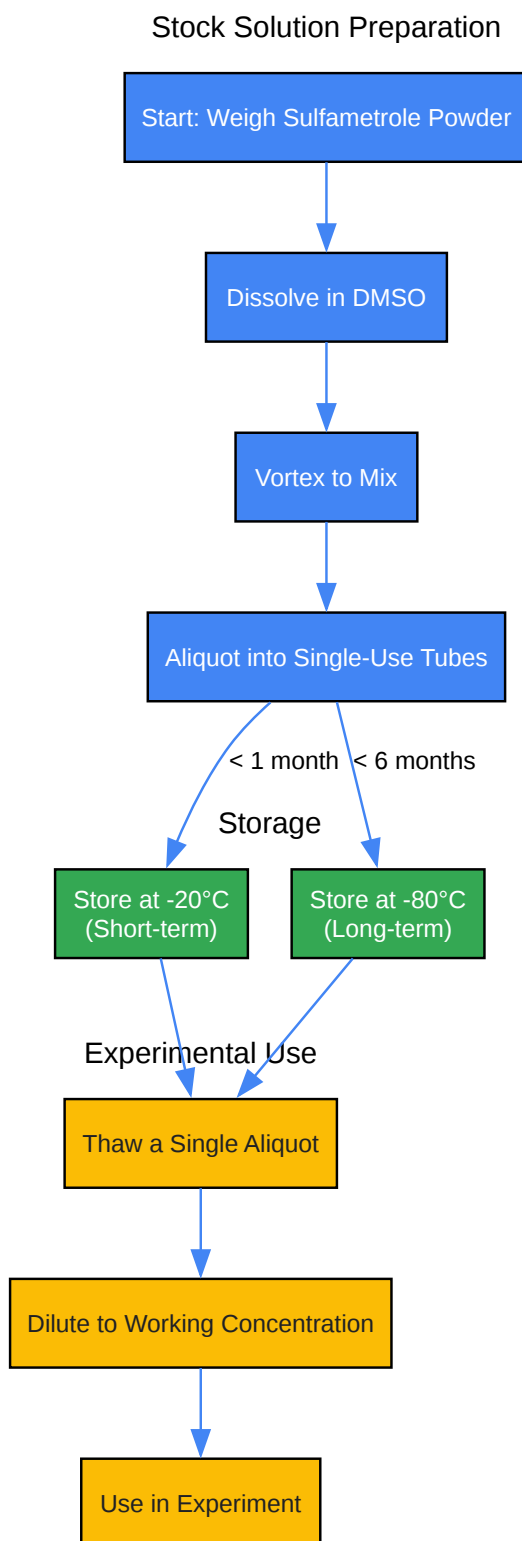 Stock Solution Preparation
Start: Weigh Sulfametrole Powder
Dissolve in DMSO
Vortex to Mix
Aliquot into Single-Use Tubes
< 1 month
< 6 months
Storage
Store at -20°C
(Short-term)
Store at -80°C
(Long-term)
Experimental Use
Thaw a Single Aliquot
Dilute to Working Concentration
Use in Experiment